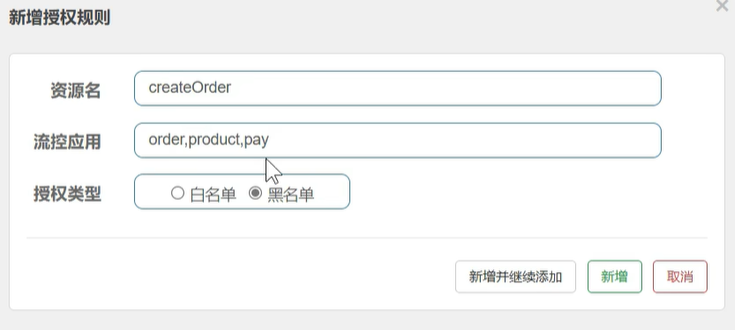 新增授权规则
资源名 createOrder
流控应用 order,product,pay
授权类型 白名单 黑名单
新增并继续添加 新增 取消